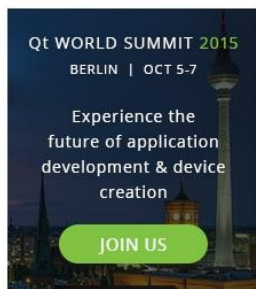 Qt WORLD SUMMIT 2015
BERLIN | OCT 5-7
Experience the
future of application
development & device
creation
JOIN US